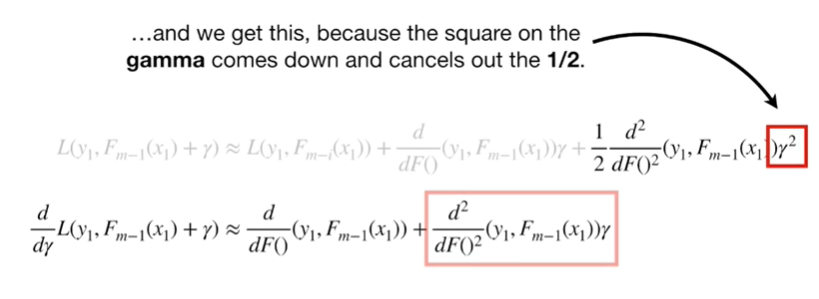 …and we get this, because the square on the
gamma comes down and cancels out the 1/2.
L(y₁, Fₘ₋₁(x₁) + γ) ≈ L(y₁, Fₘ₋ᵢ(x₁)) + d/dF() (y₁, Fₘ₋₁(x₁))γ + 1/2 d²/dF()² (y₁, Fₘ₋₁(x₁))γ²
d/dγ L(y₁, Fₘ₋₁(x₁) + γ) ≈ d/dF() (y₁, Fₘ₋₁(x₁)) + d²/dF()² (y₁, Fₘ₋₁(x₁))γ